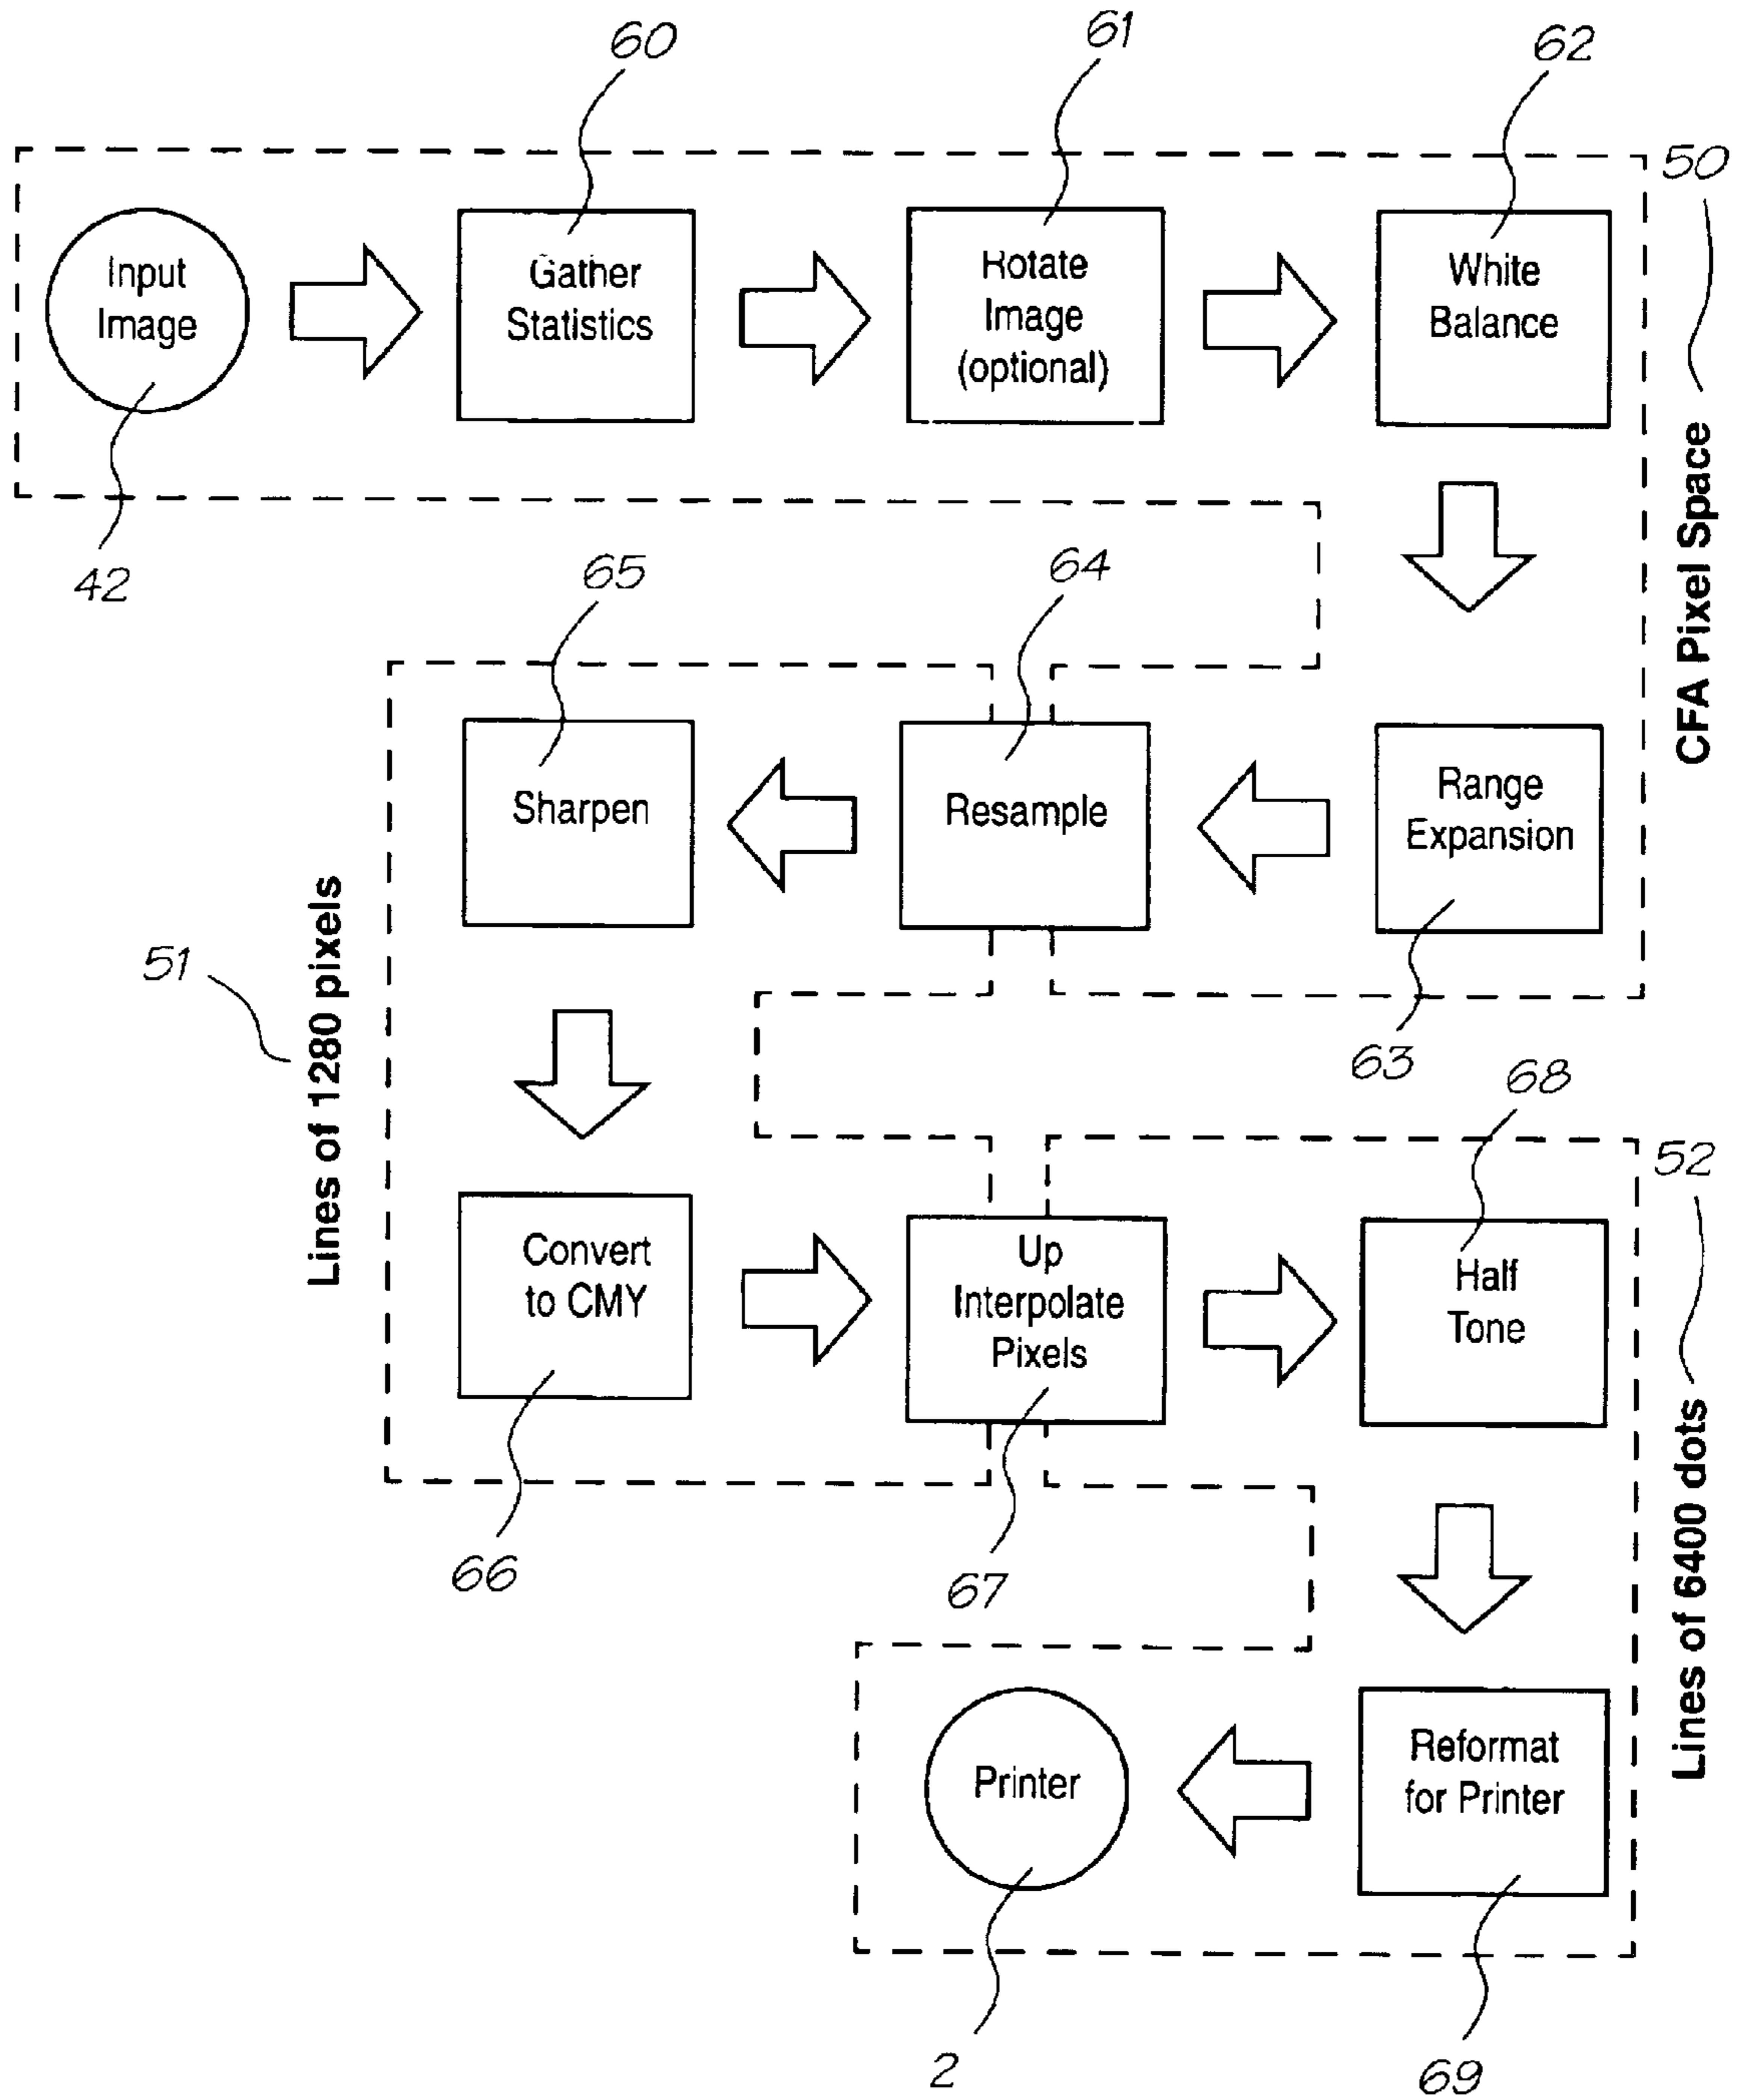 60
61
62
50
Input
Image
Gather
Statistics
Rotate
Image
(optional)
White
Balance
42
CFA Pixel Space
65
64
Sharpen
Resample
Range
Expansion
51
Lines of 1280 pixels
63
68
52
Convert
to CMY
Up
Interpolate
Pixels
Half
Tone
66
67
Lines of 6400 dots
Printer
Reformat
for Printer
2
69